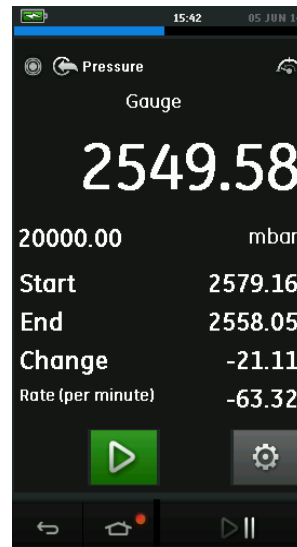 15:42 05 JUN 1
Pressure
Gauge
2549.58
20000.00 mbar
Start 2579.16
End 2558.05
Change -21.11
Rate (per minute) -63.32